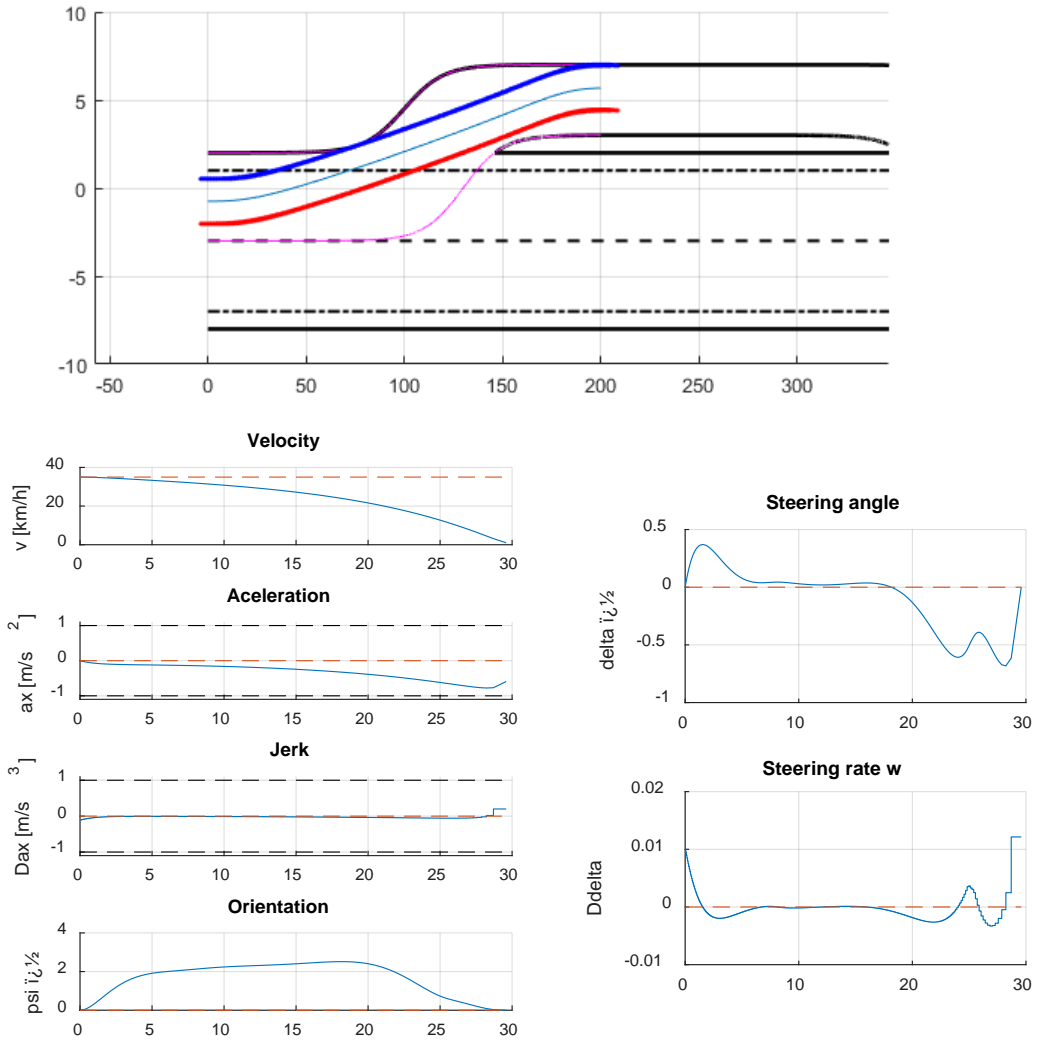 10
5
0
-5
-10
-50 0 50 100 150 200 250 300
Velocity
v [km/h]
40
20
0
0 5 10 15 20 25 30
Aceleration
ax [m/s 2 ]
1
0
-1
0 5 10 15 20 25 30
Jerk
Dax [m/s 3 ]
1
0
-1
0 5 10 15 20 25 30
Orientation
psi ï¿½
4
2
0
0 5 10 15 20 25 30
Steering angle
delta ï¿½
0.5
0
-0.5
-1
0 10 20 30
Steering rate w
Ddelta
0.02
0.01
0
-0.01
0 10 20 30